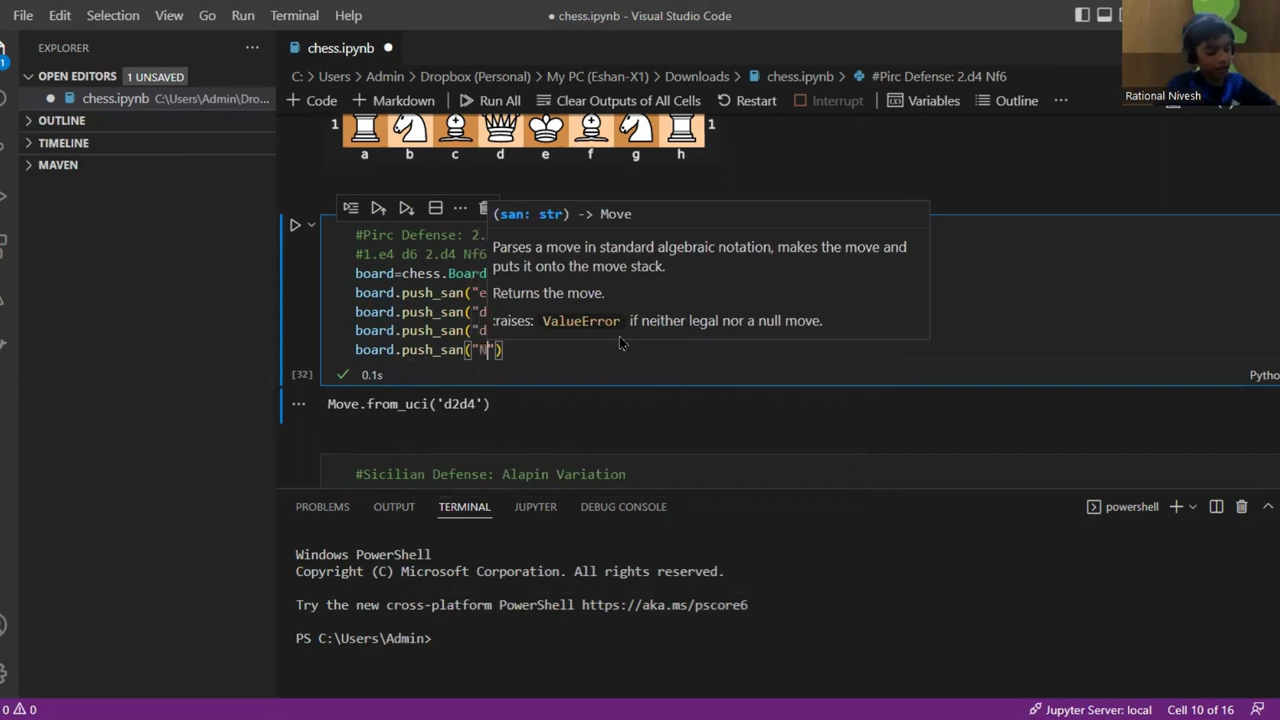 File Edit Selection View Go Run Terminal Help
● chess.ipynb - Visual Studio Code
EXPLORER
OPEN EDITORS 1 UNSAVED
● chess.ipynb C:\Users\Admin\Dro...
OUTLINE
TIMELINE
MAVEN
chess.ipynb ●
C: > Users > Admin > Dropbox (Personal) > My PC (Eshan-X1) > Downloads > chess.ipynb > #Pirc Defense: 2.d4 Nf6
+ Code + Markdown Run All Clear Outputs of All Cells Restart Interrupt Variables Outline ...
Rational Nivesh
1 1
a b c d e f g h
#Pirc Defense: 2.
#1.e4 d6 2.d4 Nf6
board=chess.Board
board.push_san("e
board.push_san("d
board.push_san("d
board.push_san("N")
(san: str) -> Move
Parses a move in standard algebraic notation, makes the move and
puts it onto the move stack.
Returns the move.
:raises: ValueError if neither legal nor a null move.
[32] 0.1s Pytho
... Move.from_uci('d2d4')
#Sicilian Defense: Alapin Variation
PROBLEMS OUTPUT TERMINAL JUPYTER DEBUG CONSOLE
powershell
Windows PowerShell
Copyright (C) Microsoft Corporation. All rights reserved.
Try the new cross-platform PowerShell https://aka.ms/pscore6
PS C:\Users\Admin>
0 0 Jupyter Server: local Cell 10 of 16